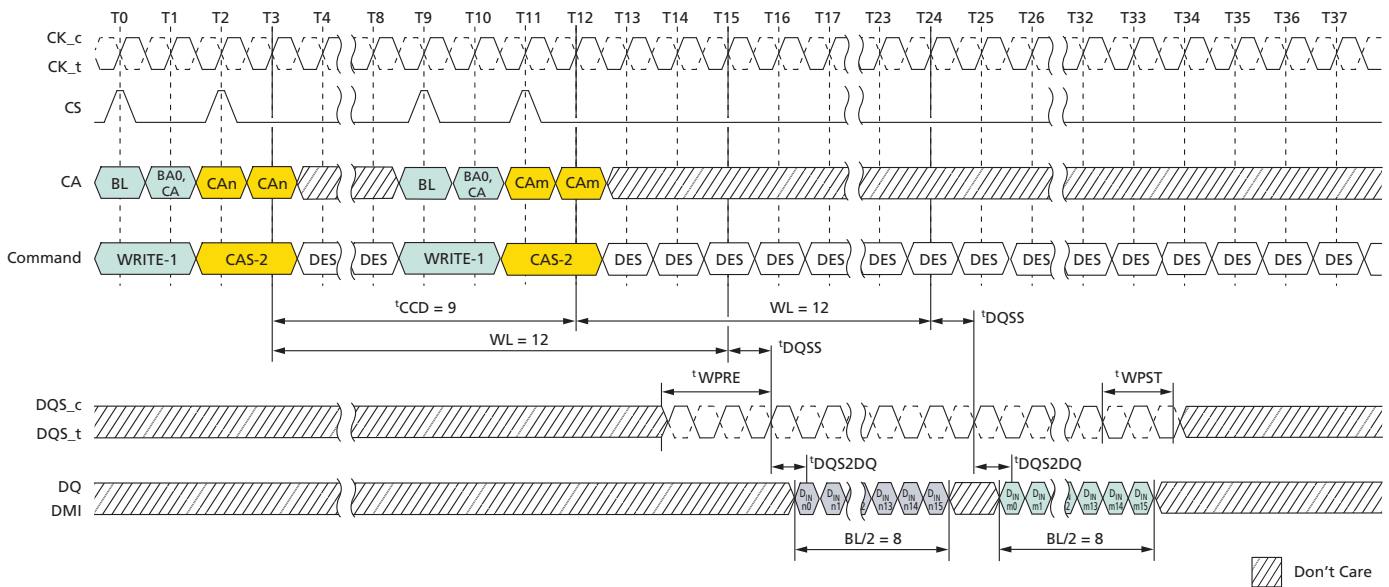 T0 T1 T2 T3 T4 T8 T9 T10 T11 T12 T13 T14 T15 T16 T17 T23 T24 T25 T26 T32 T33 T34 T35 T36 T37
CK_c
CK_t
CS
CA BL BA0, CA CAn CAn BL BA0, CA CAm CAm
Command WRITE-1 CAS-2 DES DES WRITE-1 CAS-2 DES DES DES DES DES DES DES DES DES DES DES DES DES DES DES
tCCD = 9 WL = 12 tDQSS
WL = 12 tDQSS
tWPRE tWPST
DQS_c
DQS_t
tDQS2DQ tDQS2DQ
DQ
DMI
DIN n0 DIN n1 2 DIN n13 DIN n14 DIN n15 DIN m0 DIN m1 2 DIN m13 DIN m14 DIN m15
BL/2 = 8 BL/2 = 8
Don't Care